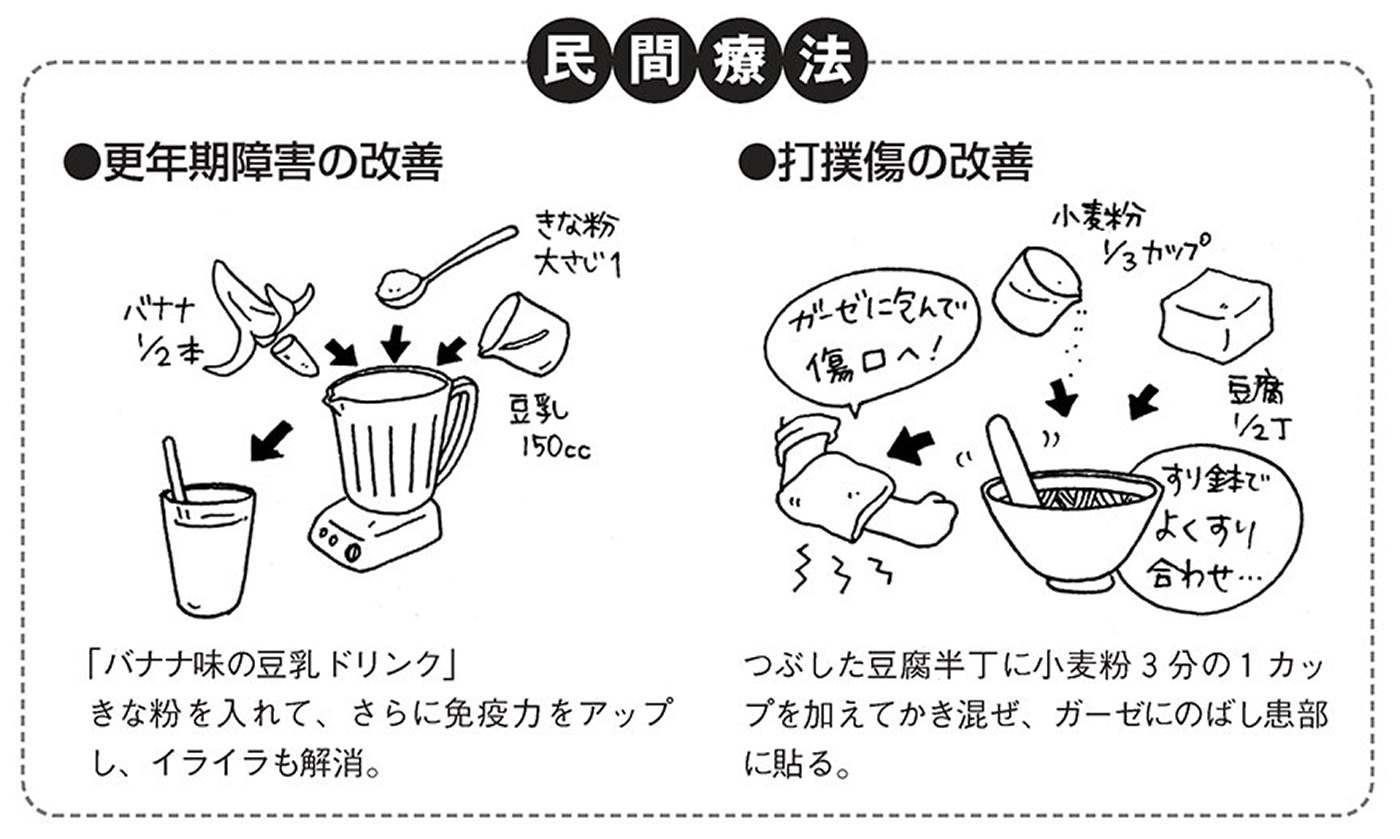 民間療法
●更年期障害の改善
きな粉
大さじ1
バナナ
1/2本
豆乳
150cc
「バナナ味の豆乳ドリンク」
きな粉を入れて、さらに免疫力をアップ
し、イライラも解消。
●打撲傷の改善
小麦粉
1/3カップ
豆腐
1/2丁
すり鉢で
よくすり
合わせ…
ガーゼに包んで
傷口へ！
つぶした豆腐半丁に小麦粉3分の1カッ
プを加えてかき混ぜ、ガーゼにのばし患部
に貼る。